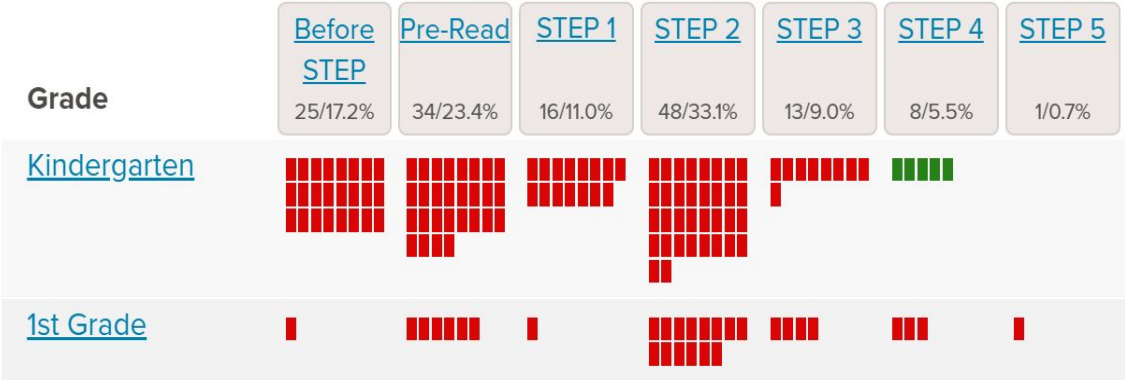 Before STEP
25/17.2%
Pre-Read
34/23.4%
STEP 1
16/11.0%
STEP 2
48/33.1%
STEP 3
13/9.0%
STEP 4
8/5.5%
STEP 5
1/0.7%
Grade
Kindergarten
1st Grade